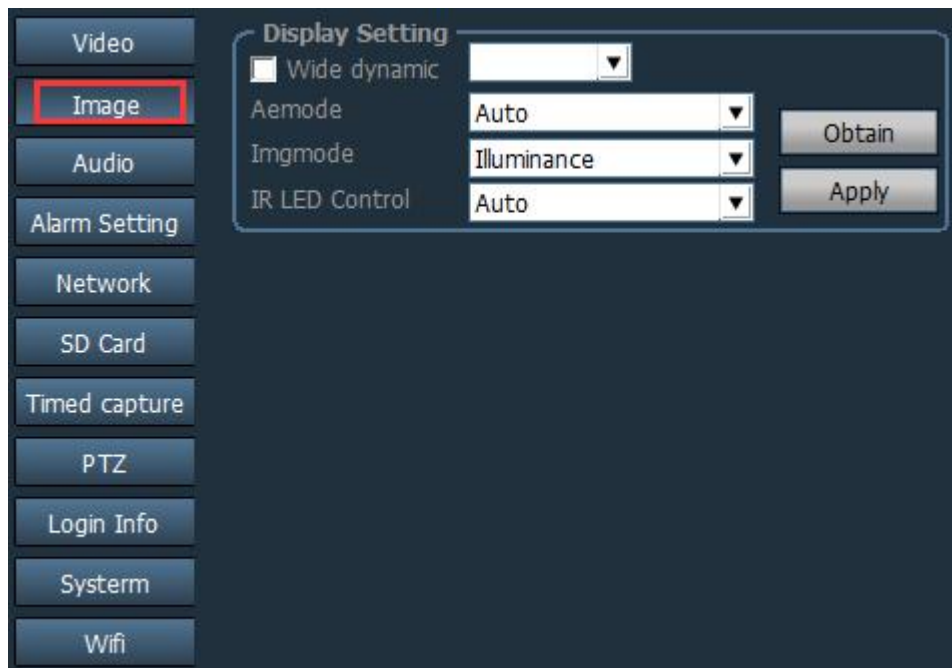 Video
Image
Audio
Alarm Setting
Network
SD Card
Timed capture
PTZ
Login Info
Systerm
Wifi
Display Setting
Wide dynamic
Aemode Auto
Imgmode Illuminance
IR LED Control Auto
Obtain
Apply